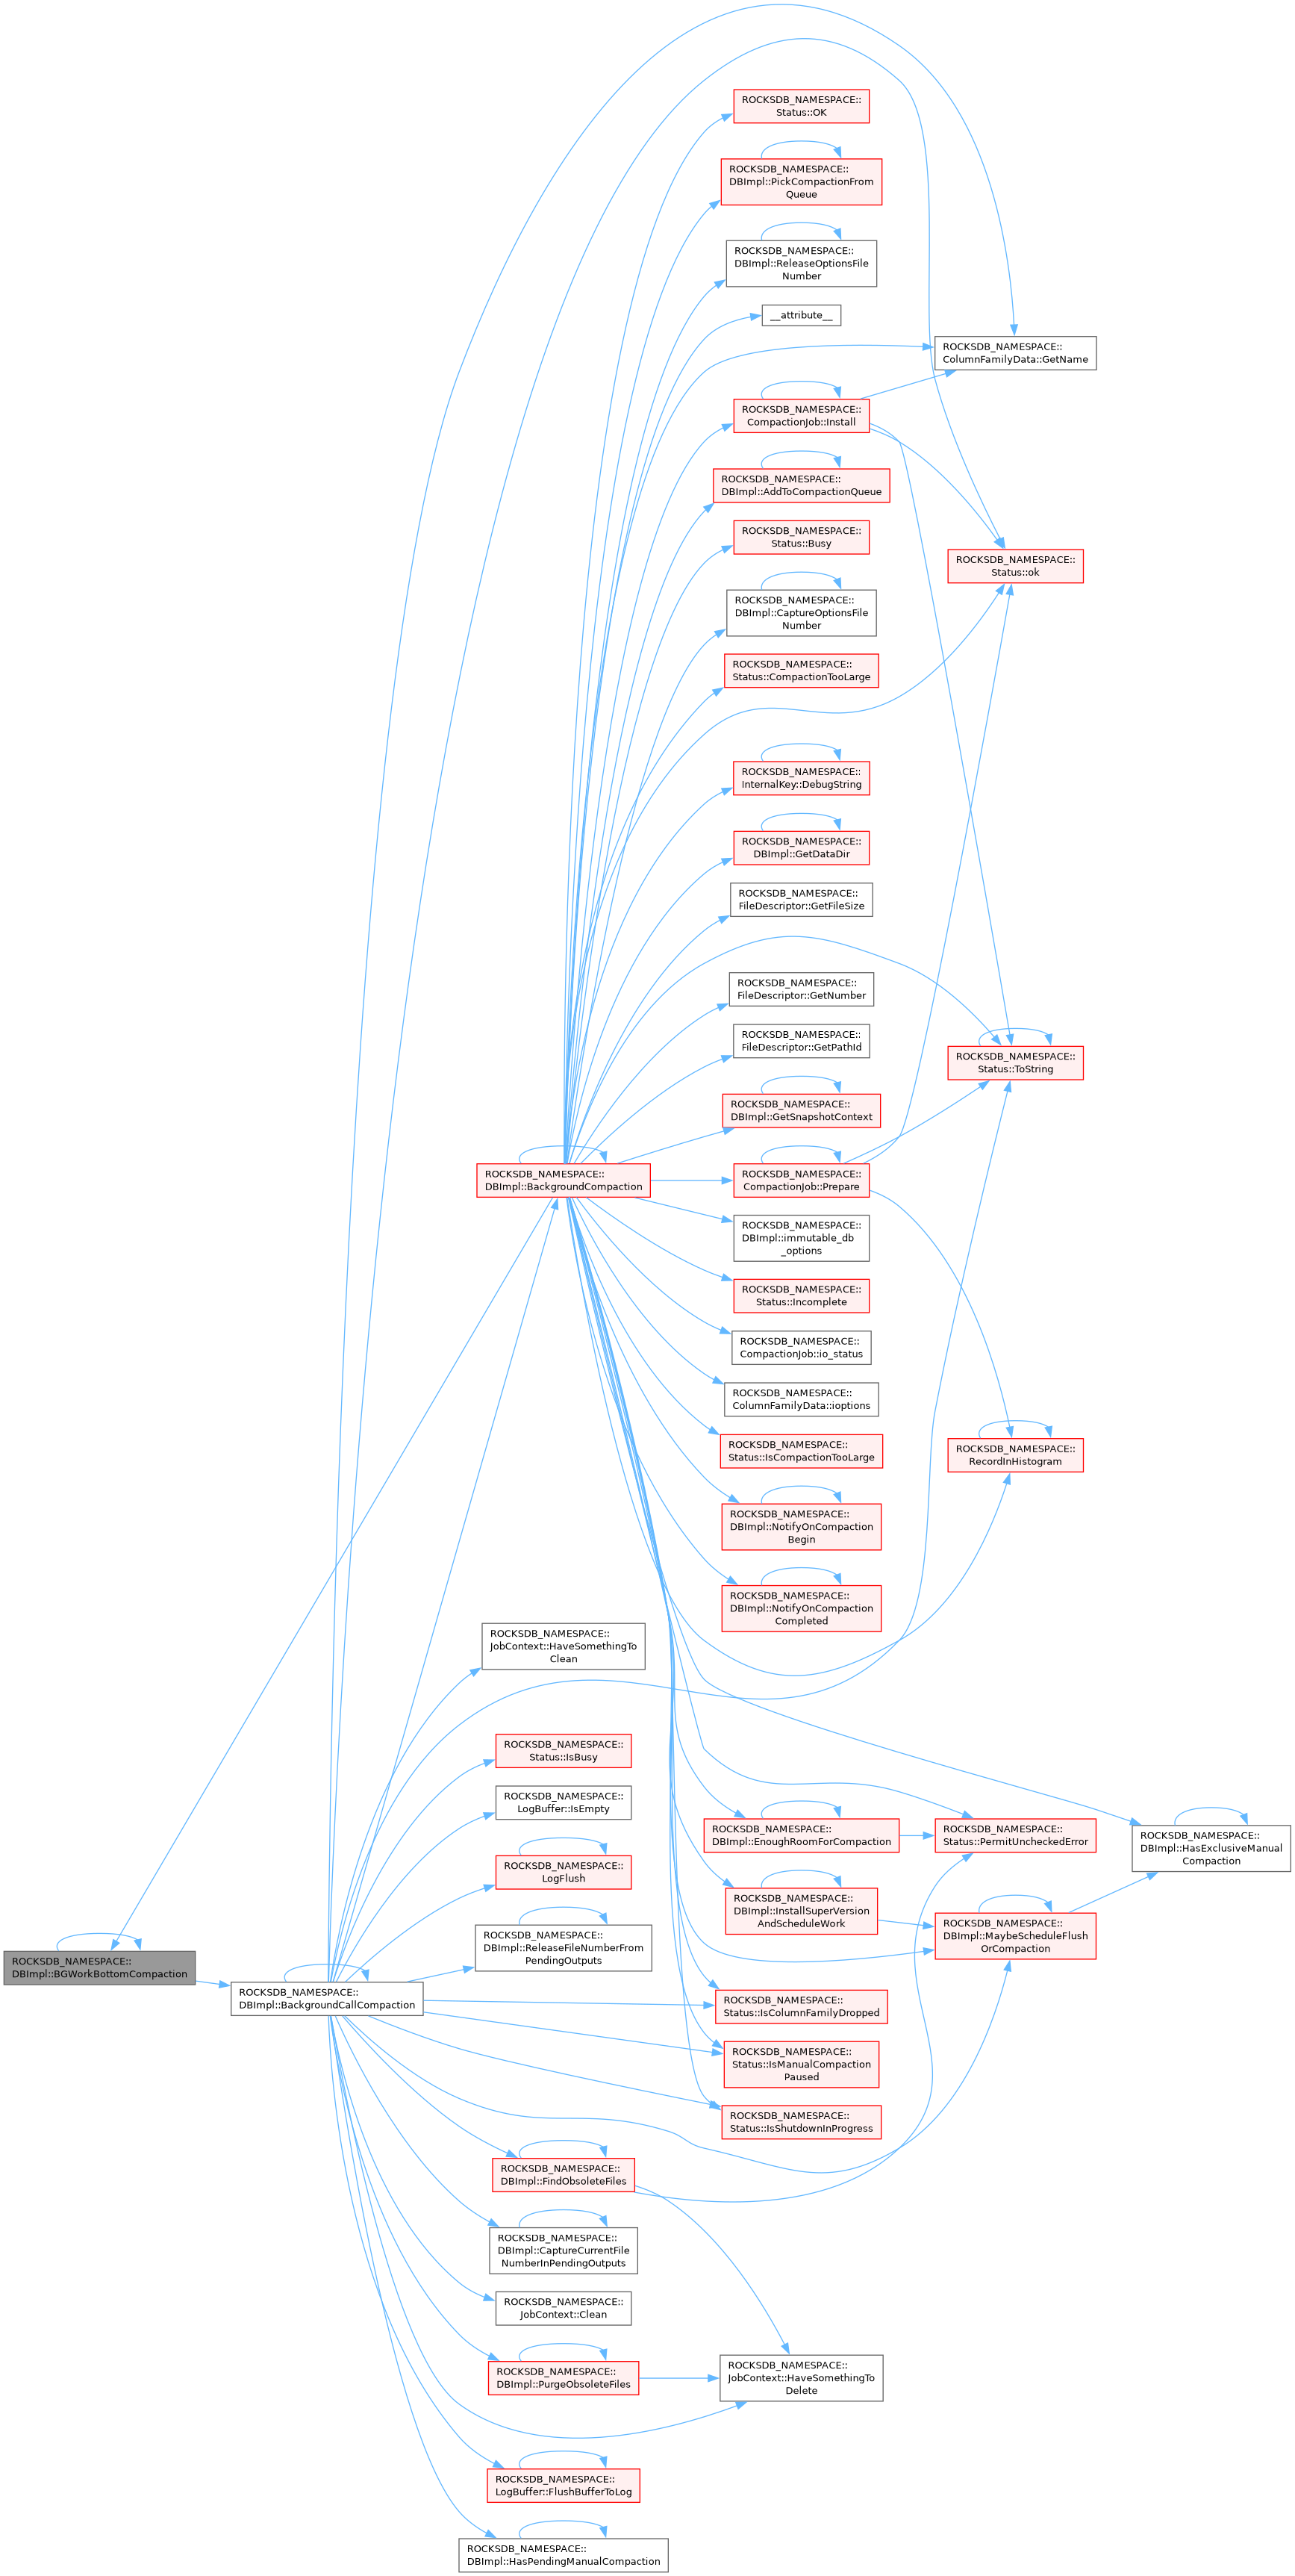 ROCKSDB_NAMESPACE::
Status::OK
ROCKSDB_NAMESPACE::
DBImpl::PickCompactionFrom
Queue
ROCKSDB_NAMESPACE::
DBImpl::ReleaseOptionsFile
Number
__attribute__
ROCKSDB_NAMESPACE::
ColumnFamilyData::GetName
ROCKSDB_NAMESPACE::
CompactionJob::Install
ROCKSDB_NAMESPACE::
DBImpl::AddToCompactionQueue
ROCKSDB_NAMESPACE::
Status::Busy
ROCKSDB_NAMESPACE::
Status::ok
ROCKSDB_NAMESPACE::
DBImpl::CaptureOptionsFile
Number
ROCKSDB_NAMESPACE::
Status::CompactionTooLarge
ROCKSDB_NAMESPACE::
InternalKey::DebugString
ROCKSDB_NAMESPACE::
DBImpl::GetDataDir
ROCKSDB_NAMESPACE::
FileDescriptor::GetFileSize
ROCKSDB_NAMESPACE::
FileDescriptor::GetNumber
ROCKSDB_NAMESPACE::
FileDescriptor::GetPathId
ROCKSDB_NAMESPACE::
Status::ToString
ROCKSDB_NAMESPACE::
DBImpl::GetSnapshotContext
ROCKSDB_NAMESPACE::
DBImpl::BackgroundCompaction
ROCKSDB_NAMESPACE::
CompactionJob::Prepare
ROCKSDB_NAMESPACE::
DBImpl::immutable_db
_options
ROCKSDB_NAMESPACE::
Status::Incomplete
ROCKSDB_NAMESPACE::
CompactionJob::io_status
ROCKSDB_NAMESPACE::
ColumnFamilyData::ioptions
ROCKSDB_NAMESPACE::
Status::IsCompactionTooLarge
ROCKSDB_NAMESPACE::
RecordInHistogram
ROCKSDB_NAMESPACE::
DBImpl::NotifyOnCompaction
Begin
ROCKSDB_NAMESPACE::
DBImpl::NotifyOnCompaction
Completed
ROCKSDB_NAMESPACE::
JobContext::HaveSomethingTo
Clean
ROCKSDB_NAMESPACE::
Status::IsBusy
ROCKSDB_NAMESPACE::
LogBuffer::IsEmpty
ROCKSDB_NAMESPACE::
DBImpl::EnoughRoomForCompaction
ROCKSDB_NAMESPACE::
Status::PermitUncheckedError
ROCKSDB_NAMESPACE::
DBImpl::HasExclusiveManual
Compaction
ROCKSDB_NAMESPACE::
LogFlush
ROCKSDB_NAMESPACE::
DBImpl::InstallSuperVersion
AndScheduleWork
ROCKSDB_NAMESPACE::
DBImpl::MaybeScheduleFlush
OrCompaction
ROCKSDB_NAMESPACE::
DBImpl::ReleaseFileNumberFrom
PendingOutputs
ROCKSDB_NAMESPACE::
DBImpl::BGWorkBottomCompaction
ROCKSDB_NAMESPACE::
DBImpl::BackgroundCallCompaction
ROCKSDB_NAMESPACE::
Status::IsColumnFamilyDropped
ROCKSDB_NAMESPACE::
Status::IsManualCompaction
Paused
ROCKSDB_NAMESPACE::
Status::IsShutdownInProgress
ROCKSDB_NAMESPACE::
DBImpl::FindObsoleteFiles
ROCKSDB_NAMESPACE::
DBImpl::CaptureCurrentFile
NumberInPendingOutputs
ROCKSDB_NAMESPACE::
JobContext::Clean
ROCKSDB_NAMESPACE::
DBImpl::PurgeObsoleteFiles
ROCKSDB_NAMESPACE::
JobContext::HaveSomethingTo
Delete
ROCKSDB_NAMESPACE::
LogBuffer::FlushBufferToLog
ROCKSDB_NAMESPACE::
DBImpl::HasPendingManualCompaction